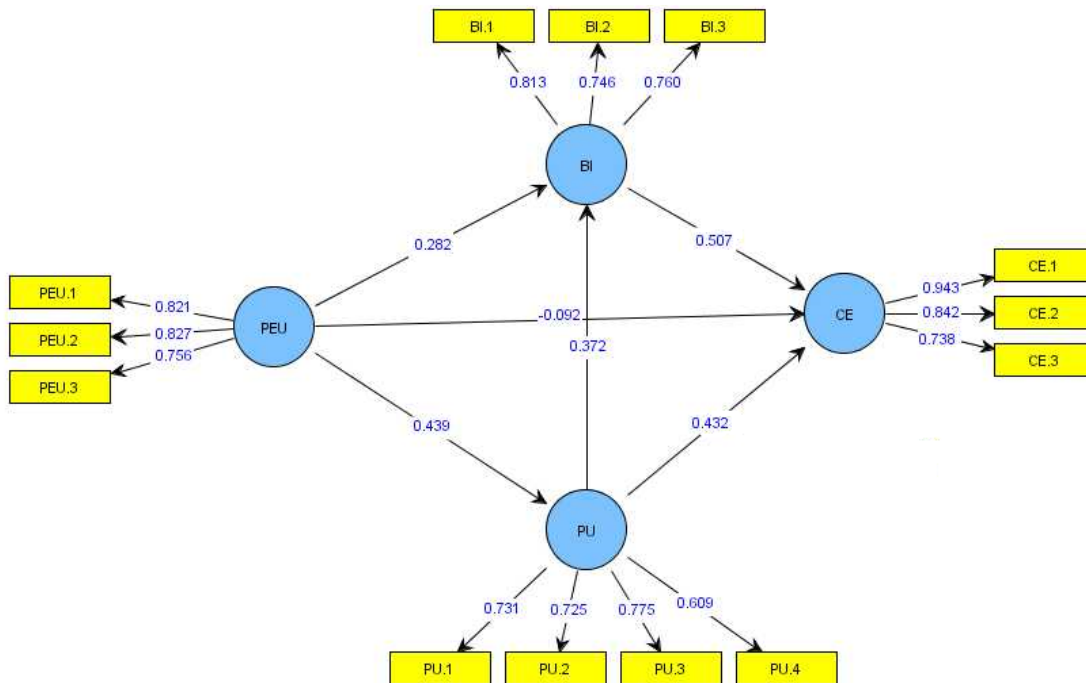 BI.1 BI.2 BI.3
0.813 0.746 0.760
BI
0.282 0.507
PEU.1 PEU.2 PEU.3
0.821 0.827 0.756
PEU
-0.092
0.372
CE
0.943 0.842 0.738
CE.1 CE.2 CE.3
0.439 0.432
PU
0.731 0.725 0.775 0.609
PU.1 PU.2 PU.3 PU.4